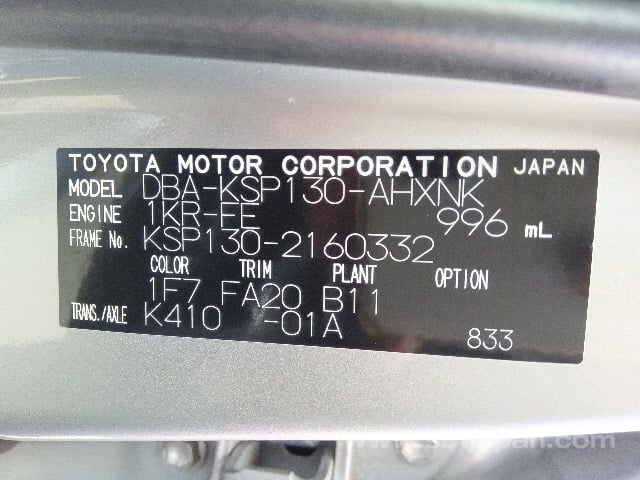 TOYOTA MOTOR CORPORATION JAPAN
MODEL DBA-KSP130-AHXNK
ENGINE 1KR-FE 996 mL
FRAME No. KSP130-2160332
COLOR TRIM PLANT OPTION
1F7 FA20 B11
TRANS./AXLE K410 -01A 833